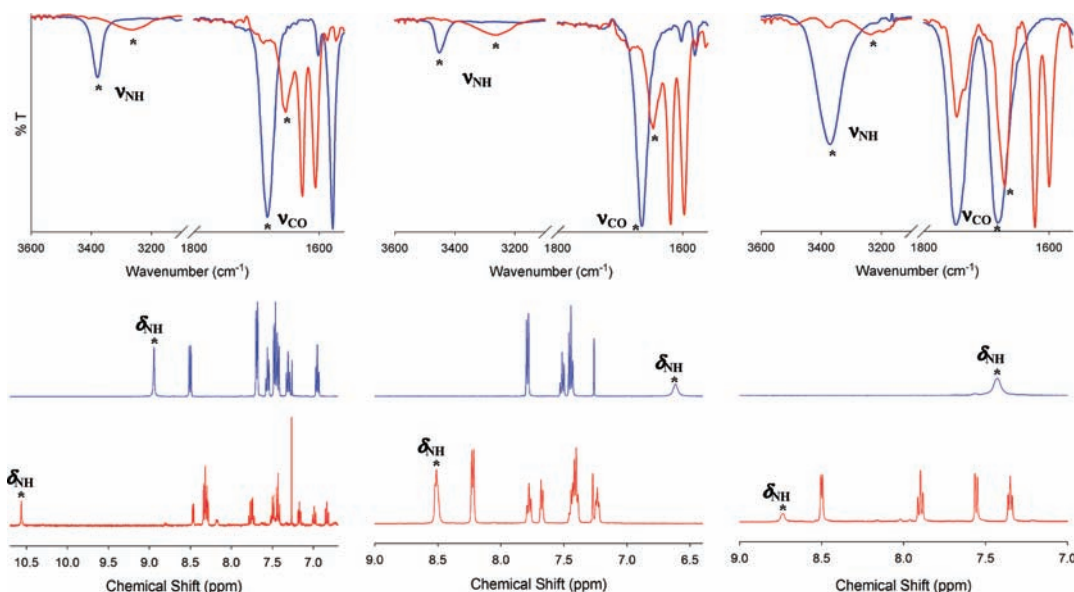 % T
* ν_NH *
* ν_CO *
3600 3400 3200 1800 1600
Wavenumber (cm⁻¹)
* ν_NH *
* ν_CO *
3600 3400 3200 1800 1600
Wavenumber (cm⁻¹)
* ν_NH *
* ν_CO *
3600 3400 3200 1800 1600
Wavenumber (cm⁻¹)
δ_NH *
δ_NH *
10.5 10.0 9.5 9.0 8.5 8.0 7.5 7.0
Chemical Shift (ppm)
δ_NH *
δ_NH *
9.0 8.5 8.0 7.5 7.0 6.5
Chemical Shift (ppm)
δ_NH *
δ_NH *
9.0 8.5 8.0 7.5 7.0
Chemical Shift (ppm)